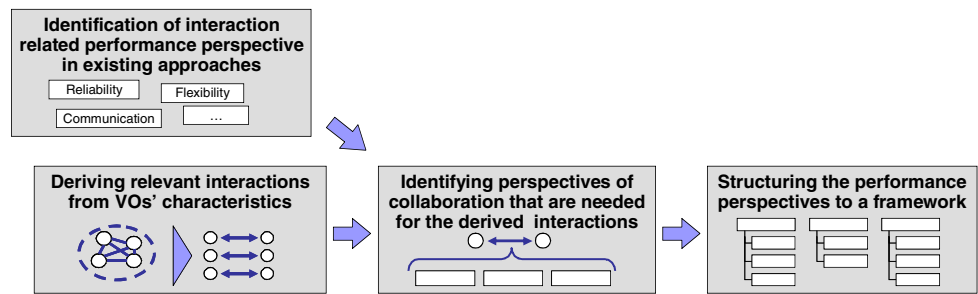 Identification of interaction
related performance perspective
in existing approaches
Reliability
Flexibility
Communication
...
Deriving relevant interactions
from VOs' characteristics
Identifying perspectives of
collaboration that are needed
for the derived interactions
Structuring the performance
perspectives to a framework